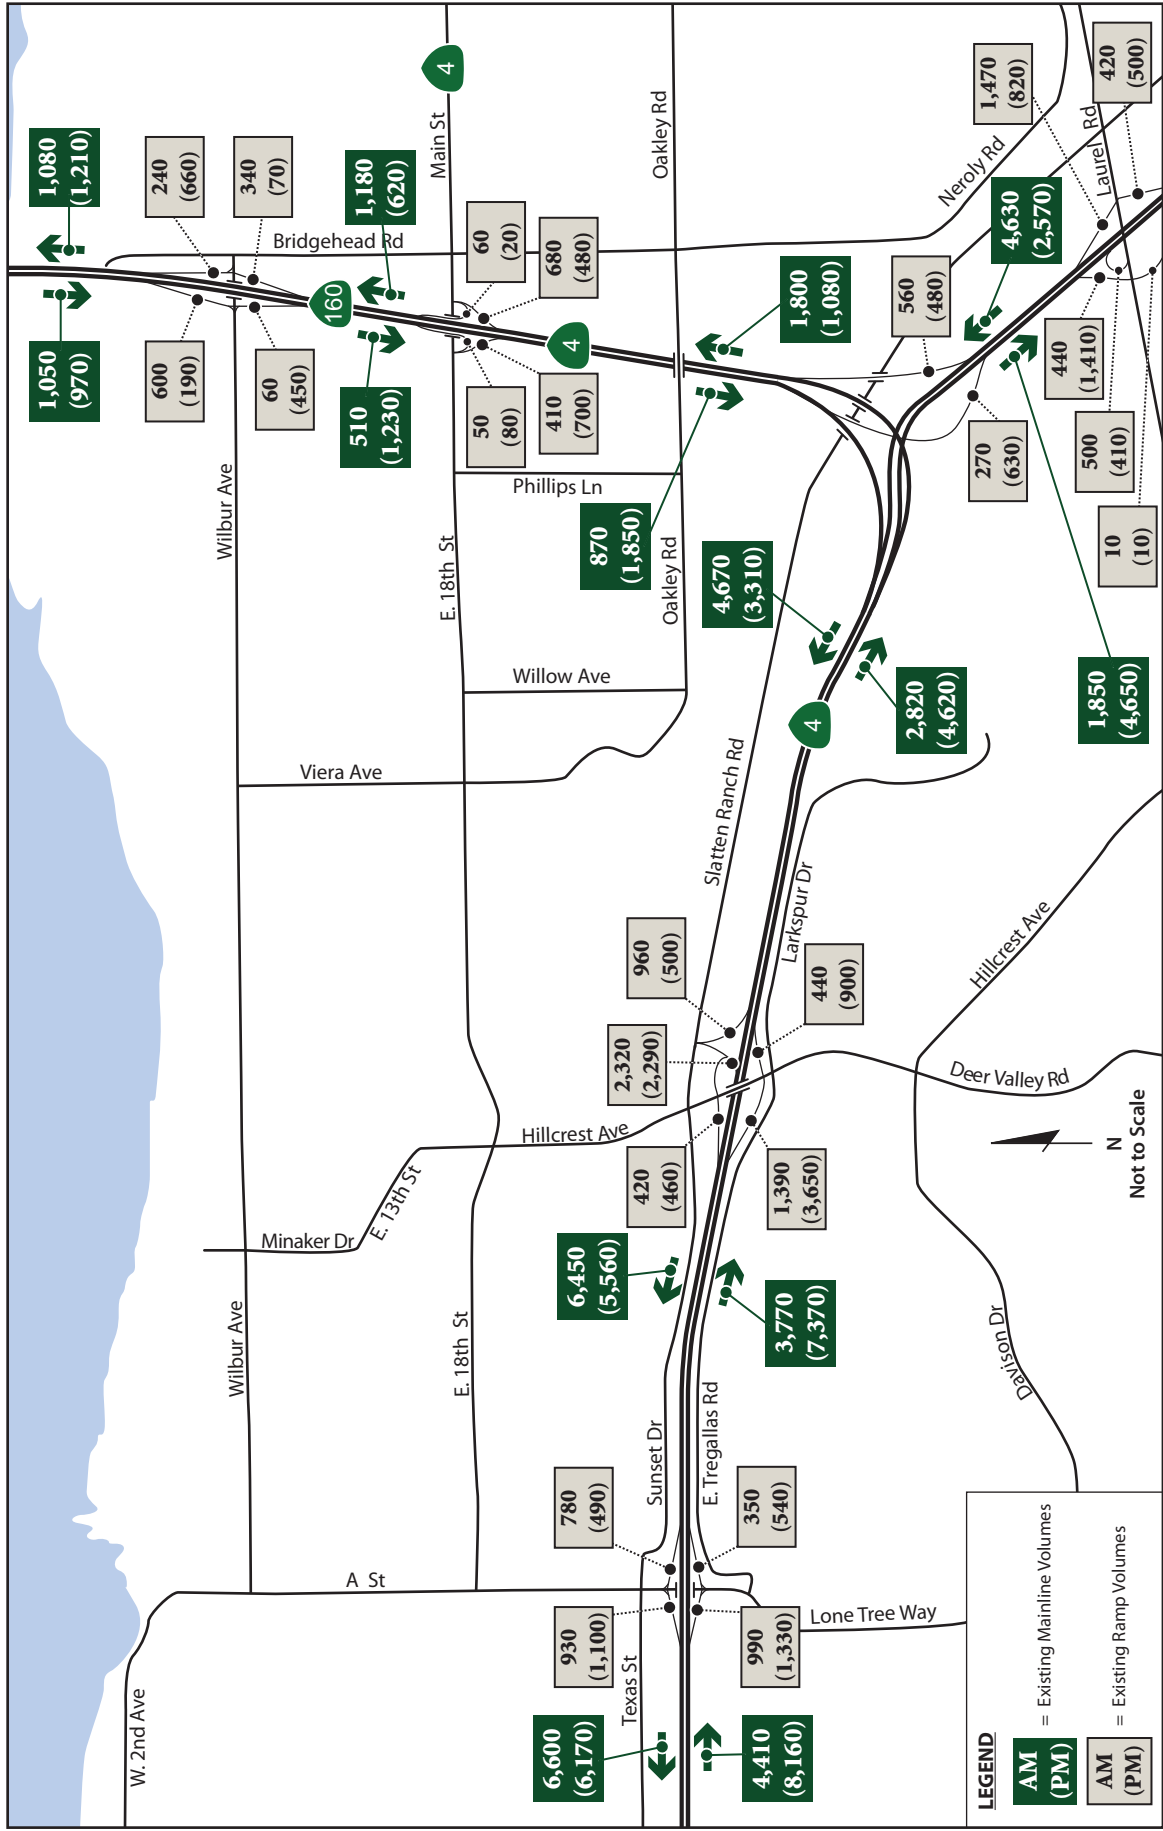 1,080
(1,210)
1,050
(970)
240
(660)
340
(70)
600
(190)
60
(450)
1,180
(620)
510
(1,230)
Bridgehead Rd
160
Main St
4
60
(20)
680
(480)
50
(80)
410
(700)
4
Oakley Rd
Neroly Rd
1,470
(820)
Laurel Rd
420
(500)
4,630
(2,570)
1,800
(1,080)
560
(480)
870
(1,850)
270
(630)
440
(1,410)
500
(410)
10
(10)
1,850
(4,650)
Wilbur Ave
E. 18th St
Phillips Ln
Oakley Rd
Willow Ave
Viera Ave
4,670
(3,310)
2,820
(4,620)
4
Slatten Ranch Rd
Larkspur Dr
960
(500)
2,320
(2,290)
440
(900)
420
(460)
1,390
(3,650)
Hillcrest Ave
Deer Valley Rd
Hillcrest Ave
E. 13th St
Minaker Dr
Wilbur Ave
E. 18th St
6,450
(5,560)
3,770
(7,370)
Davison Dr
N
Not to Scale
Sunset Dr
E. Tregallas Rd
780
(490)
350
(540)
930
(1,100)
990
(1,330)
A St
Lone Tree Way
Texas St
W. 2nd Ave
6,600
(6,170)
4,410
(8,160)
LEGEND
AM
(PM)
= Existing Mainline Volumes
AM
(PM)
= Existing Ramp Volumes